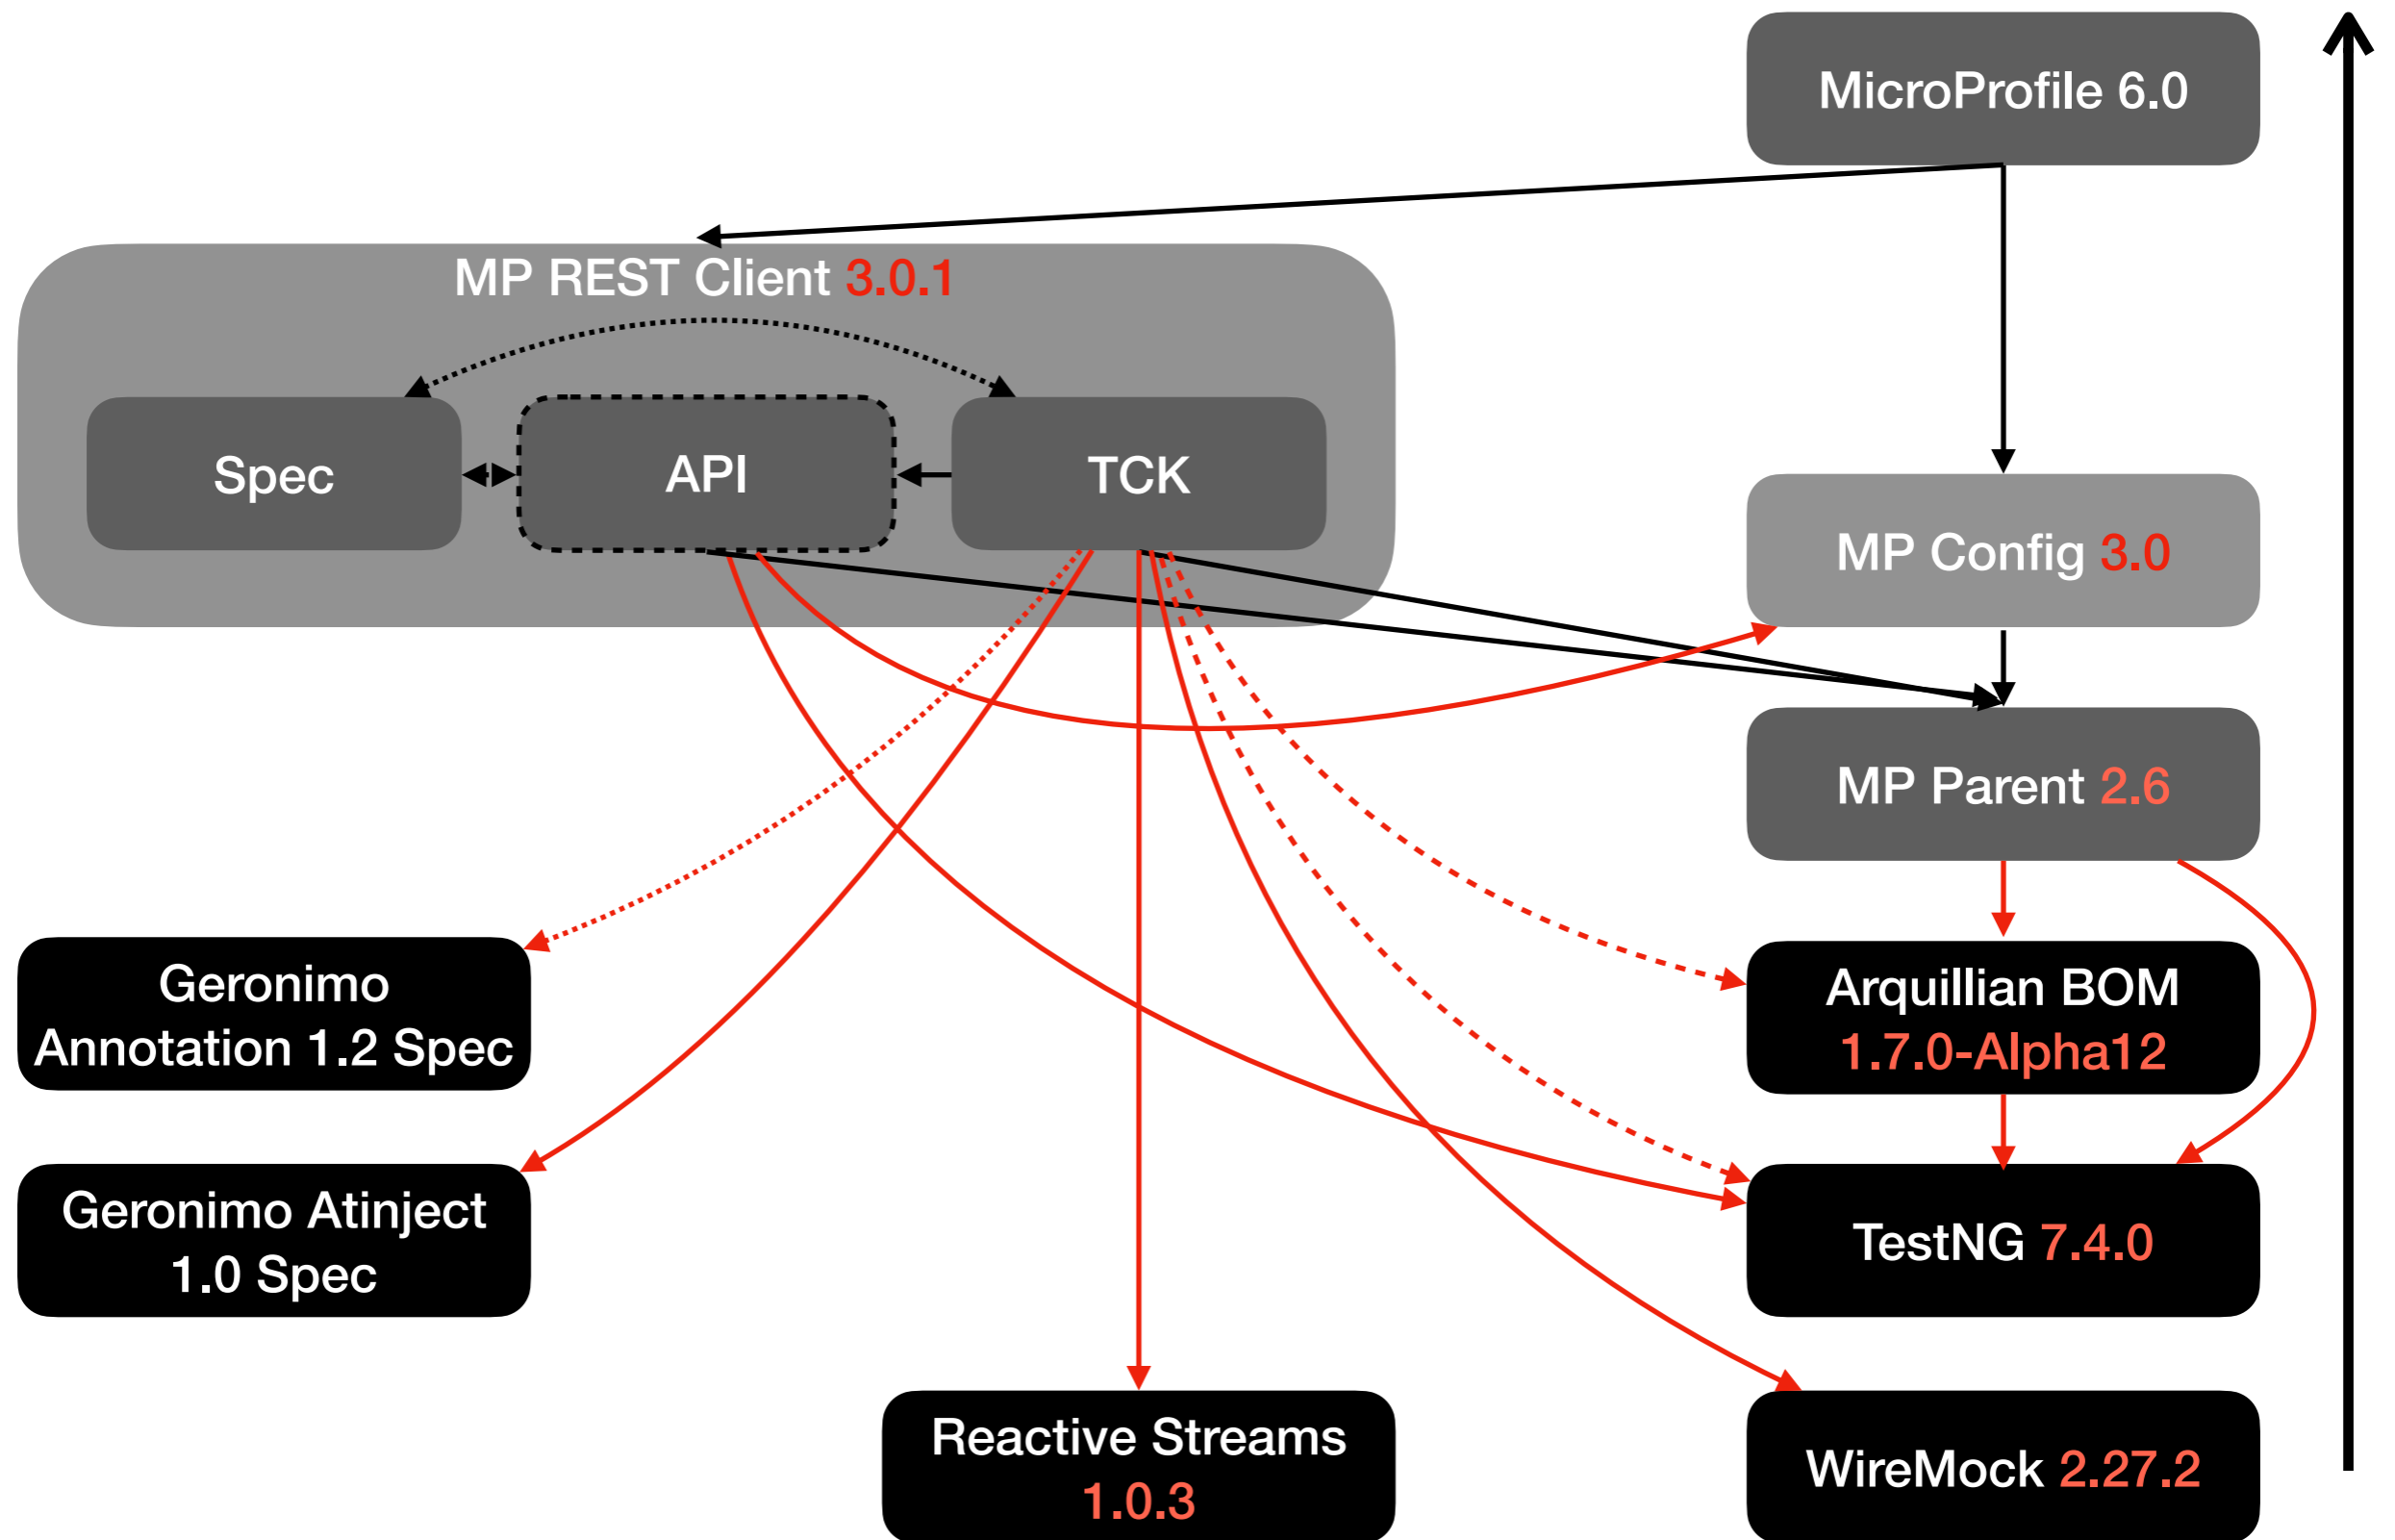 MicroProfile 6.0
MP REST Client 3.0.1
Spec
API
TCK
MP Config 3.0
MP Parent 2.6
Geronimo
Annotation 1.2 Spec
Arquillian BOM
1.7.0-Alpha12
Geronimo Atinject
1.0 Spec
TestNG 7.4.0
Reactive Streams
1.0.3
WireMock 2.27.2